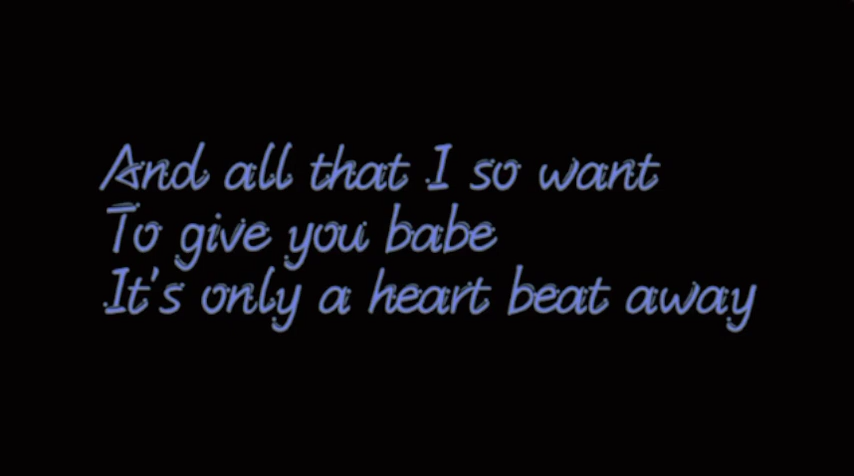 And all that I so want
To give you babe
It's only a heart beat away